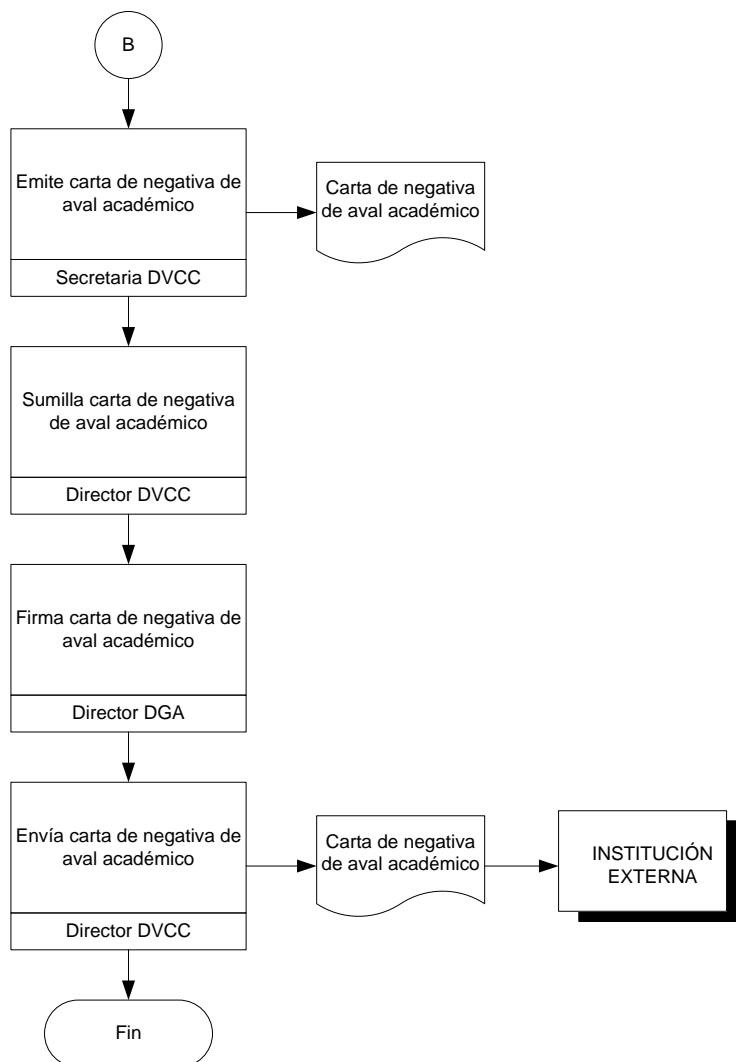 B
Emite carta de negativa de
aval académico
Secretaria DVCC
Carta de negativa
de aval académico
Sumilla carta de negativa
de aval académico
Director DVCC
Firma carta de negativa de
aval académico
Director DGA
Envía carta de negativa de
aval académico
Director DVCC
Carta de negativa
de aval académico
INSTITUCIÓN
EXTERNA
Fin